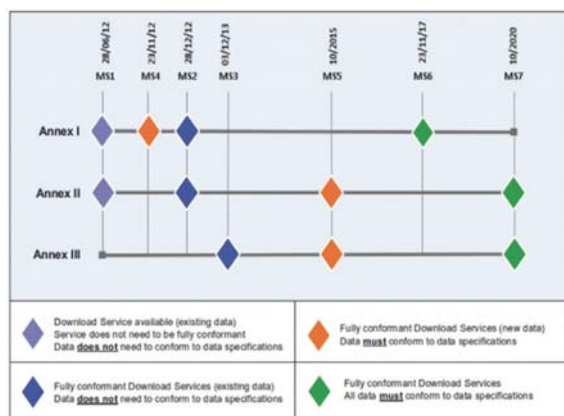 28/06/12
23/11/12
28/12/12
03/12/13
10/2015
23/11/17
10/2020
MS1
MS4
MS2
MS3
MS5
MS6
MS7
Annex I
Annex II
Annex III
Download Service available (existing data)
Service does not need to be fully conformant
Data does not need to conform to data specifications
Fully conformant Download Services (new data)
Data must conform to data specifications
Fully conformant Download Services (existing data)
Data does not need to conform to data specifications
Fully conformant Download Services
All data must conform to data specifications